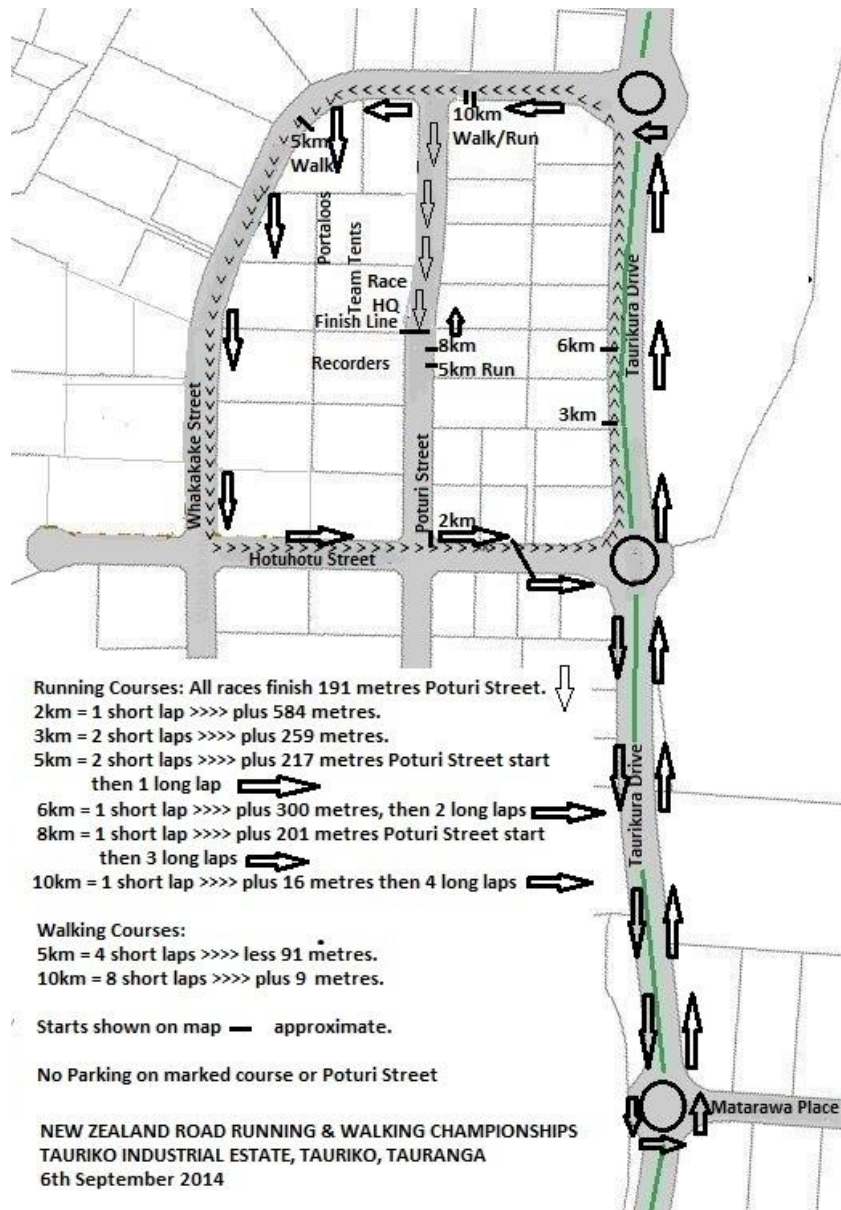 10km
Walk/Run
5km
Walk
Portaloos
Team Tents
Race
HQ
Finish Line
8km
Recorders
5km Run
6km
3km
Taurikura Drive
Whakakake Street
Poturi Street
2km
Hotuhotu Street
Running Courses: All races finish 191 metres Poturi Street.
2km = 1 short lap >>>> plus 584 metres.
3km = 2 short laps >>>> plus 259 metres.
5km = 2 short laps >>>> plus 217 metres Poturi Street start
then 1 long lap
6km = 1 short lap >>>> plus 300 metres, then 2 long laps
8km = 1 short lap >>>> plus 201 metres Poturi Street start
then 3 long laps
10km = 1 short lap >>>> plus 16 metres then 4 long laps
Taurikura Drive
Walking Courses:
5km = 4 short laps >>>> less 91 metres.
10km = 8 short laps >>>> plus 9 metres.
Starts shown on map — approximate.
No Parking on marked course or Poturi Street
Matarawa Place
NEW ZEALAND ROAD RUNNING & WALKING CHAMPIONSHIPS
TAURIKO INDUSTRIAL ESTATE, TAURIKO, TAURANGA
6th September 2014